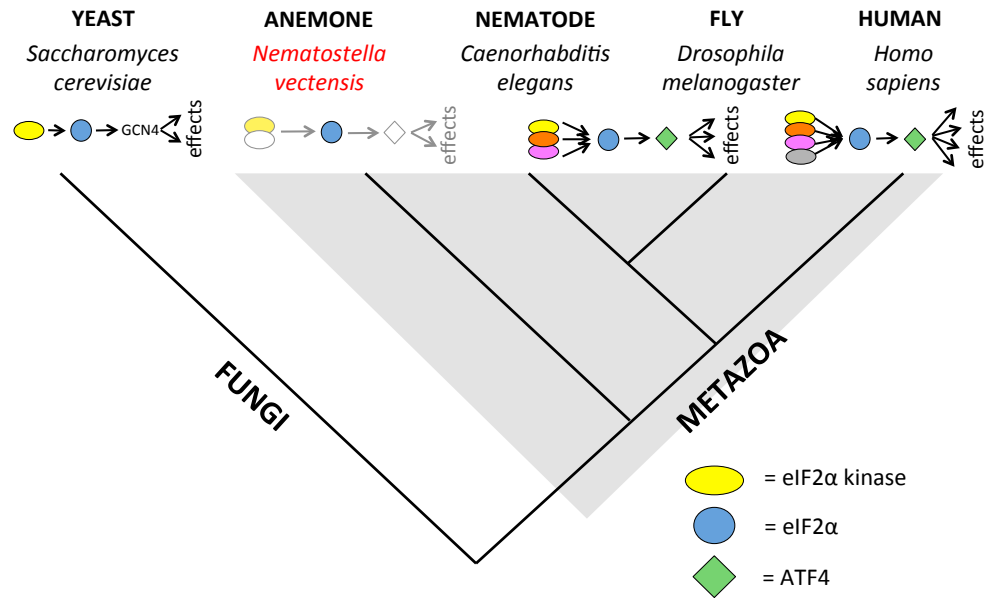 YEAST
Saccharomyces
cerevisiae
GCN4
effects
ANEMONE
Nematostella
vectensis
effects
NEMATODE
Caenorhabditis
elegans
FLY
Drosophila
melanogaster
effects
HUMAN
Homo
sapiens
effects
FUNGI
METAZOA
= eIF2α kinase
= eIF2α
= ATF4